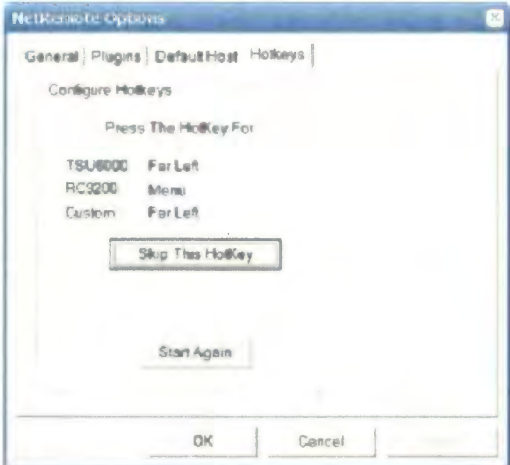 NetRemote Options
General Plugins Default Host Hotkeys
Configure Hotkeys
Press The HotKey For
TSU6000 Far Left
RC9200 Menu
Custom Far Left
Skip This HotKey
Start Again
OK Cancel